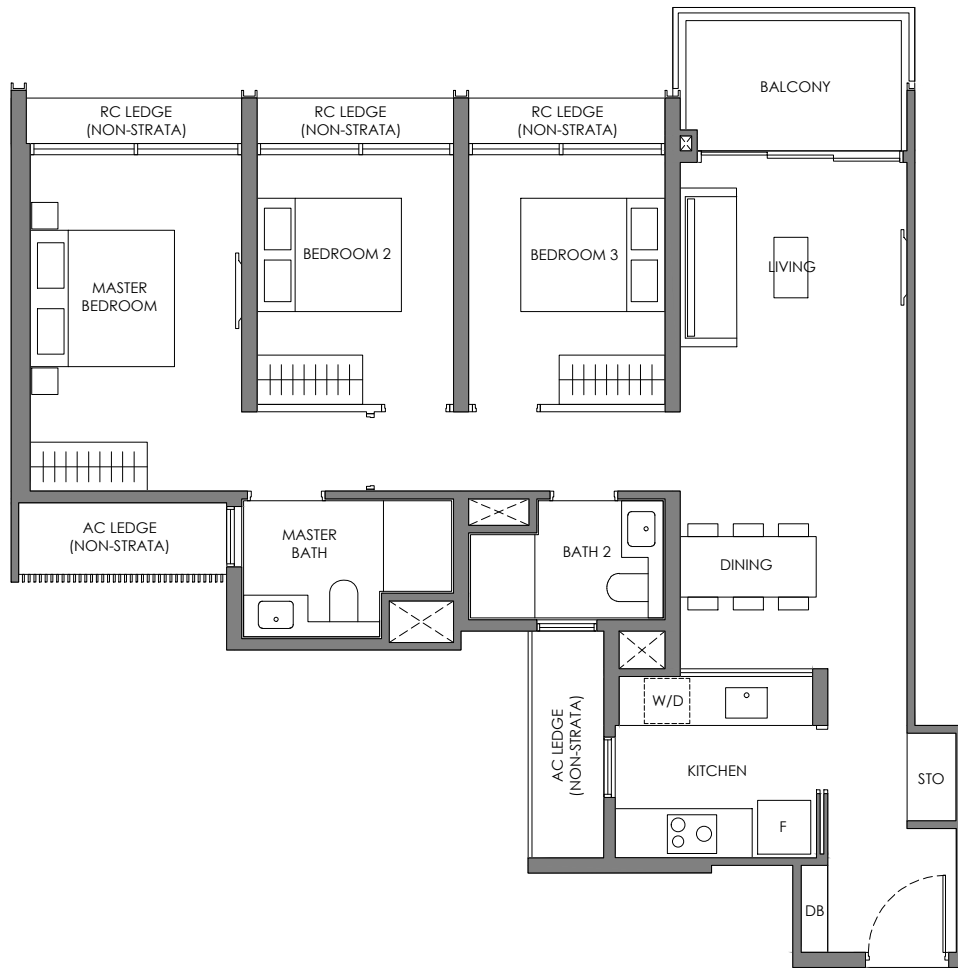 BALCONY
RC LEDGE
(NON-STRATA)
RC LEDGE
(NON-STRATA)
RC LEDGE
(NON-STRATA)
MASTER
BEDROOM
BEDROOM 2
BEDROOM 3
LIVING
AC LEDGE
(NON-STRATA)
MASTER
BATH
BATH 2
DINING
W/D
AC LEDGE
(NON-STRATA)
KITCHEN
STO
F
DB